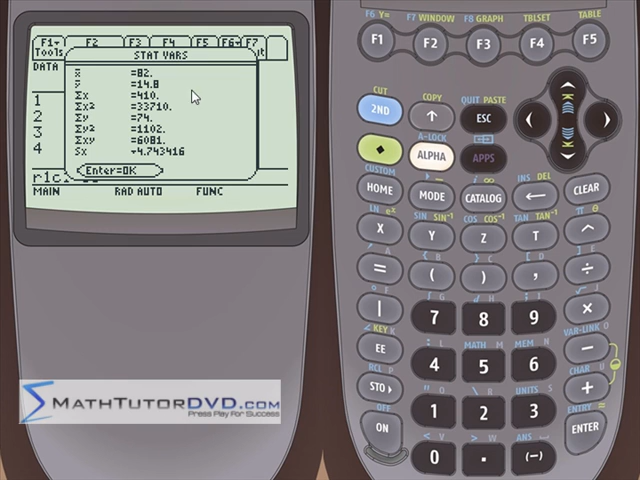 F1▾ F2 F3 F4 F5 F6▾ F7
Tools
STAT VARS
DATA
x̄ =82.
ȳ =14.8
Σx =410.
Σx² =33710.
Σy =74.
Σy² =1102.
Σxy =6081.
Sx =4.743416
Enter=OK
1
2
3
4
MAIN RAD AUTO FUNC
MathTutorDVD.com
Press Play For Success
F6 Y= F7 WINDOW F8 GRAPH TBLSET TABLE
F1 F2 F3 F4 F5
CUT COPY QUIT PASTE
2ND ↑ ESC
A-LOCK
◆ ALPHA APPS
CUSTOM INS DEL
HOME MODE CATALOG ← CLEAR
LN eˣ SIN SIN⁻¹ COS COS⁻¹ TAN TAN⁻¹ π θ
X Y Z T ^
A { B } C [ D ] E
= ( ) , ÷
F G H I J
| 7 8 9 ×
∠ KEY K L MATH M MEM N VAR-LINK O
EE 4 5 6 −
RCL P " Q \ R UNITS S CHAR U
STO▸ 1 2 3 +
OFF < V > W ANS ENTRY ≈
ON 0 . (-) ENTER